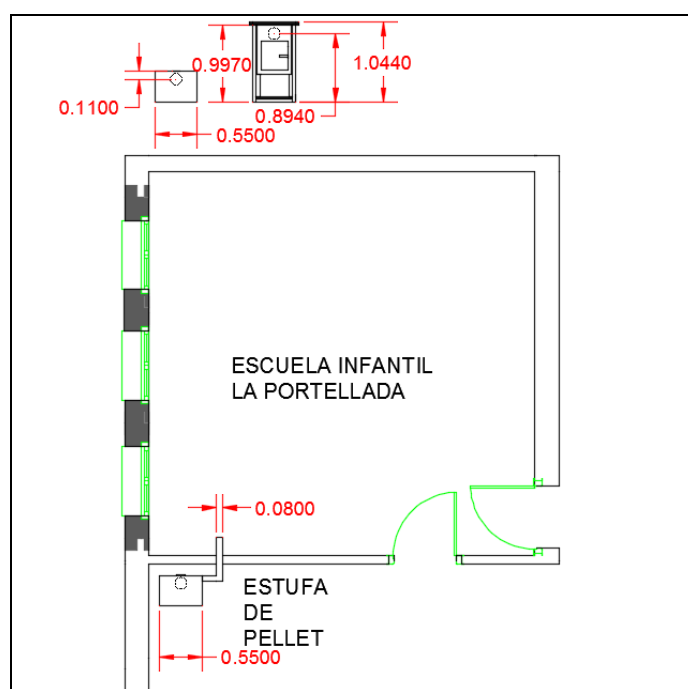 0.9970
1.0440
0.1100
0.8940
0.5500
ESCUELA INFANTIL
LA PORTELLADA
0.0800
ESTUFA
DE
PELLET
0.5500